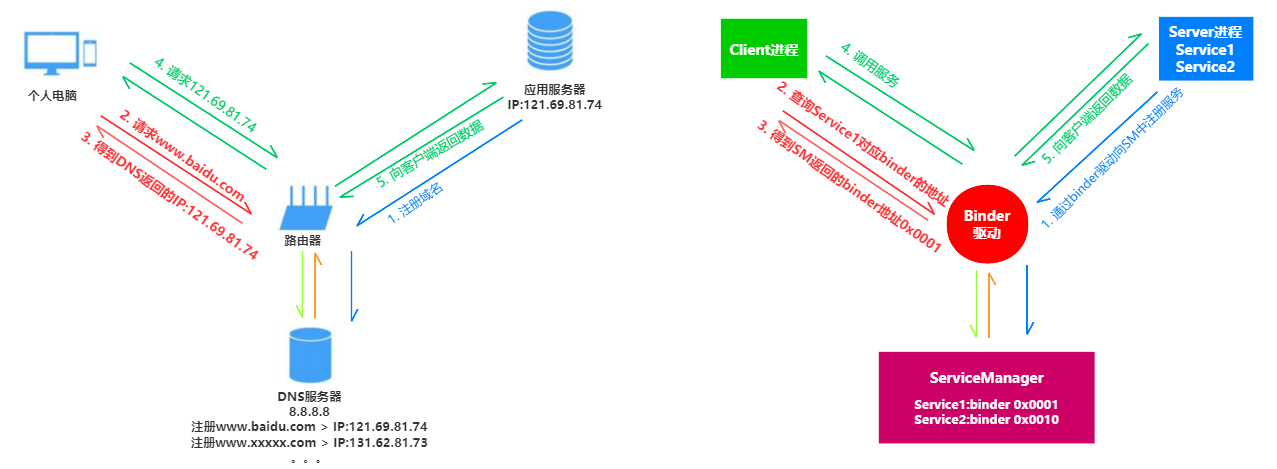 个人电脑
4. 请求121.69.81.74
2. 请求www.baidu.com
3. 得到DNS返回的IP:121.69.81.74
应用服务器
IP:121.69.81.74
5. 向客户端返回数据
1. 注册域名
路由器
DNS服务器
8.8.8.8
注册www.baidu.com > IP:121.69.81.74
注册www.xxxxx.com > IP:131.62.81.73
。。。
Client进程
4. 调用服务
2. 查询Service1对应binder的地址
3. 得到SM返回的binder地址0x0001
Server进程
Service1
Service2
5. 向客户端返回数据
1. 通过binder驱动向SM中注册服务
Binder
驱动
ServiceManager
Service1:binder 0x0001
Service2:binder 0x0010